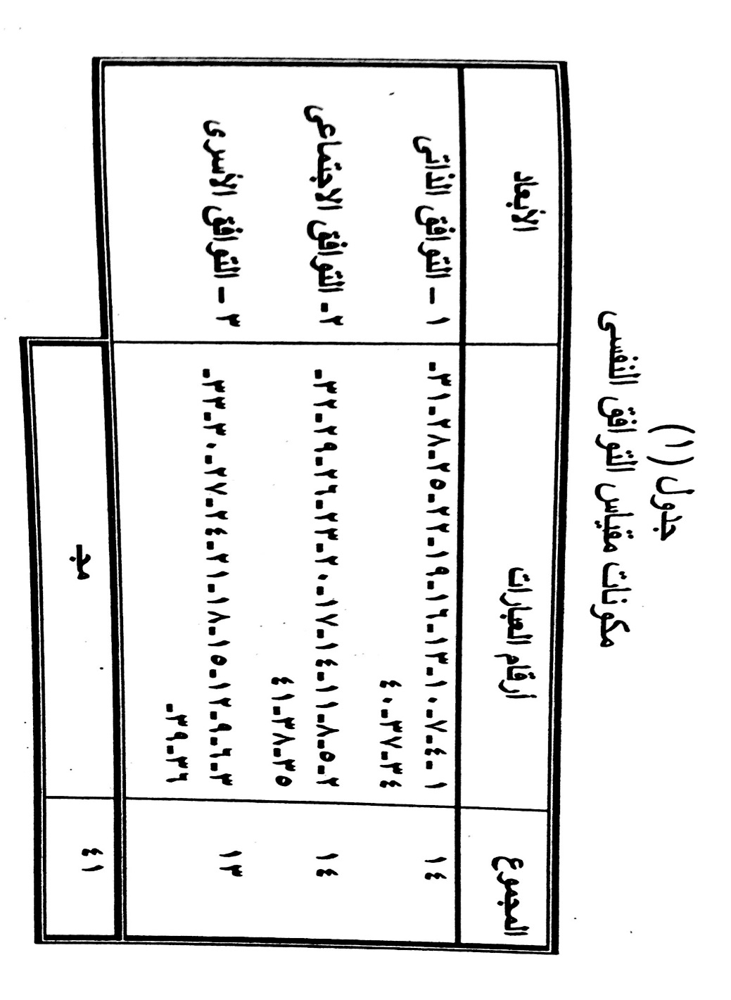 جدول (١)
مكونات مقياس التوافق النفسى
الأبعاد أرقام العبارات المجموع
١ – التوافق الذاتى ١-٤-٧-١٠-١٣-١٦-١٩-٢٢-٢٥-٢٨-٣١- ١٤
٣٤-٣٧-٤٠
٢- التوافق الاجتماعى ٢-٥-٨-١١-١٤-١٧-٢٠-٢٣-٢٦-٢٩-٣٢- ١٤
٣٥-٣٨-٤١
٣ – التوافق الأسرى ٣-٦-٩-١٢-١٥-١٨-٢١-٢٤-٢٧-٣٠-٣٣- ١٣
٣٦-٣٩-
مجـ ٤١